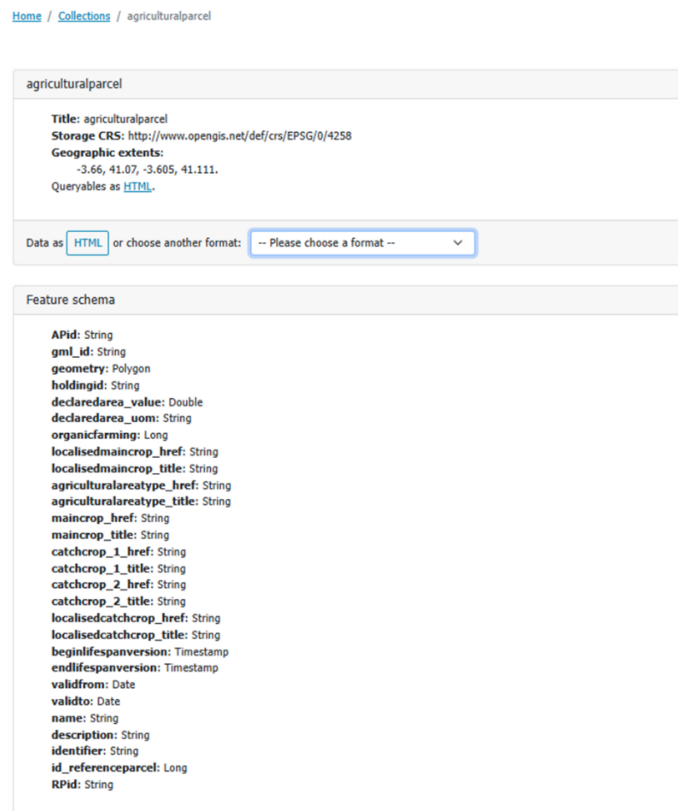 Home / Collections / agriculturalparcel
agriculturalparcel
Title: agriculturalparcel
Storage CRS: http://www.opengis.net/def/crs/EPSG/0/4258
Geographic extents:
-3.66, 41.07, -3.605, 41.111.
Queryables as HTML.
Data as HTML or choose another format: -- Please choose a format --
Feature schema
APid: String
gml_id: String
geometry: Polygon
holdingid: String
declaredarea_value: Double
declaredarea_uom: String
organicfarming: Long
localisedmaincrop_href: String
localisedmaincrop_title: String
agriculturalareatype_href: String
agriculturalareatype_title: String
maincrop_href: String
maincrop_title: String
catchcrop_1_href: String
catchcrop_1_title: String
catchcrop_2_href: String
catchcrop_2_title: String
localisedcatchcrop_href: String
localisedcatchcrop_title: String
beginlifespanversion: Timestamp
endlifespanversion: Timestamp
validfrom: Date
validto: Date
name: String
description: String
identifier: String
id_referenceparcel: Long
RPid: String